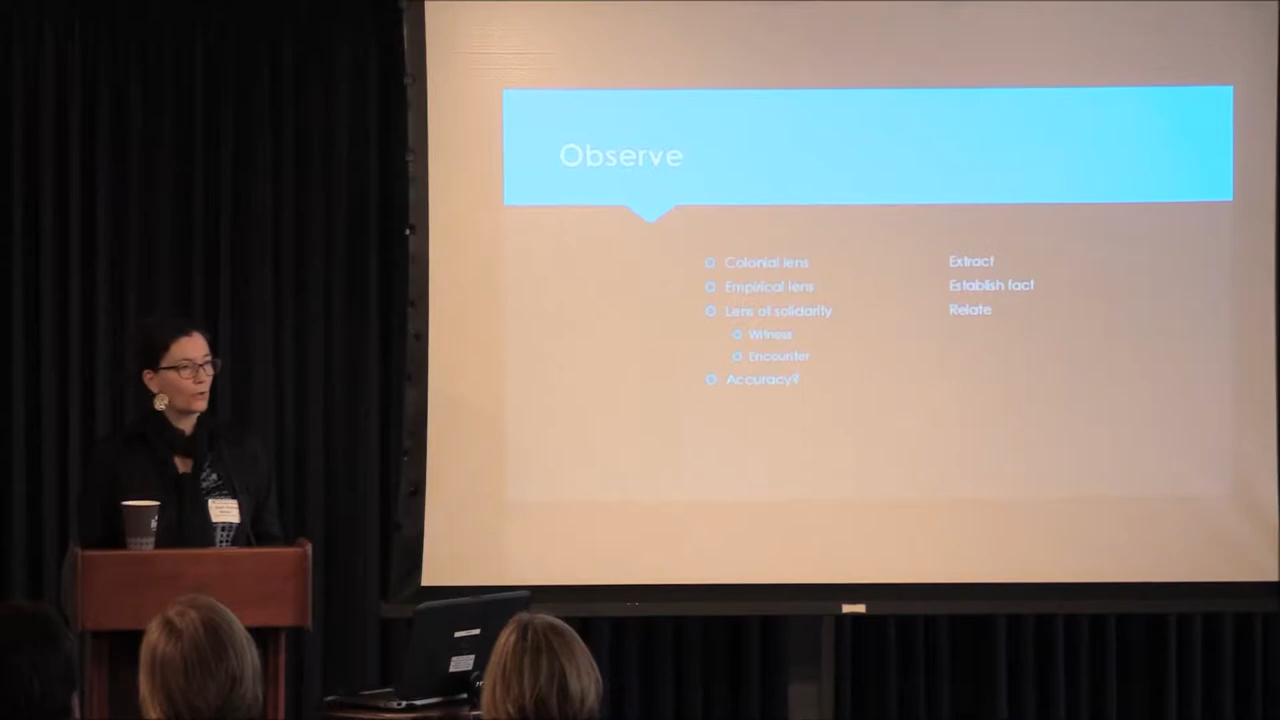 Observe
Colonial lens
Empirical lens
Lens of solidarity
Witness
Encounter
Accuracy?
Extract
Establish fact
Relate